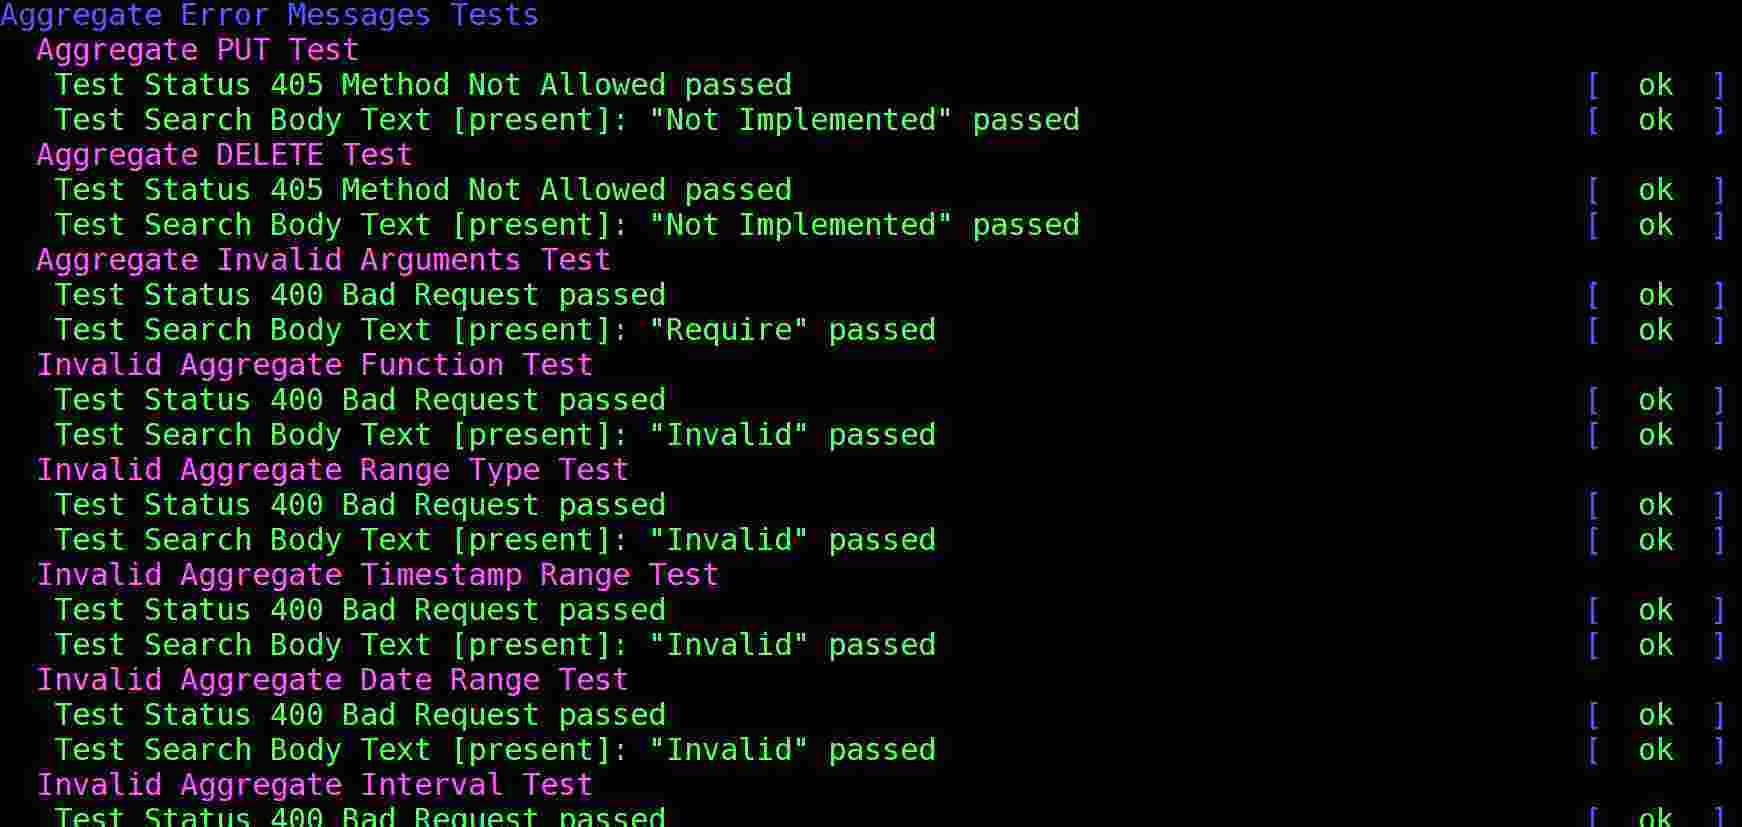 Aggregate Error Messages Tests
Aggregate PUT Test
Test Status 405 Method Not Allowed passed [ ok ]
Test Search Body Text [present]: "Not Implemented" passed [ ok ]
Aggregate DELETE Test
Test Status 405 Method Not Allowed passed [ ok ]
Test Search Body Text [present]: "Not Implemented" passed [ ok ]
Aggregate Invalid Arguments Test
Test Status 400 Bad Request passed [ ok ]
Test Search Body Text [present]: "Require" passed [ ok ]
Invalid Aggregate Function Test
Test Status 400 Bad Request passed [ ok ]
Test Search Body Text [present]: "Invalid" passed [ ok ]
Invalid Aggregate Range Type Test
Test Status 400 Bad Request passed [ ok ]
Test Search Body Text [present]: "Invalid" passed [ ok ]
Invalid Aggregate Timestamp Range Test
Test Status 400 Bad Request passed [ ok ]
Test Search Body Text [present]: "Invalid" passed [ ok ]
Invalid Aggregate Date Range Test
Test Status 400 Bad Request passed [ ok ]
Test Search Body Text [present]: "Invalid" passed [ ok ]
Invalid Aggregate Interval Test
Test Status 400 Bad Request passed [ ok ]